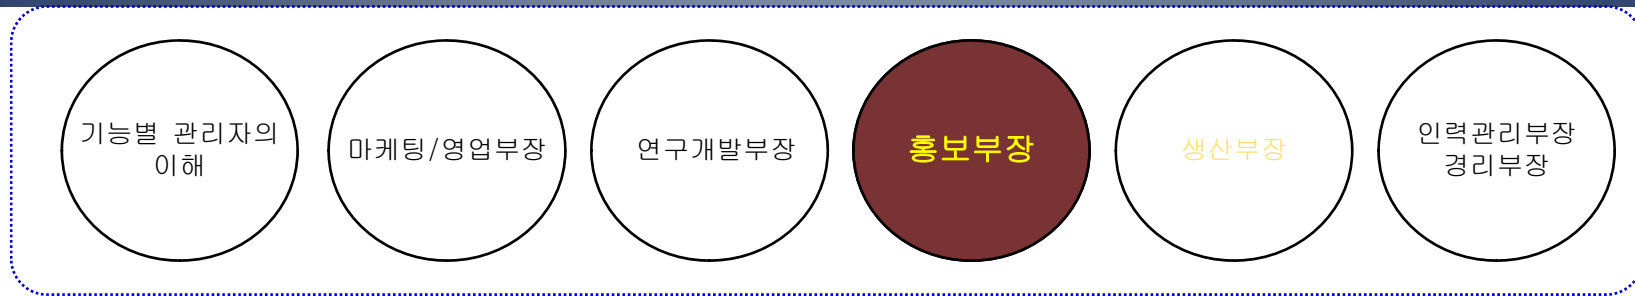 기능별 관리자의
이해
마케팅/영업부장
연구개발부장
홍보부장
생산부장
인력관리부장
경리부장